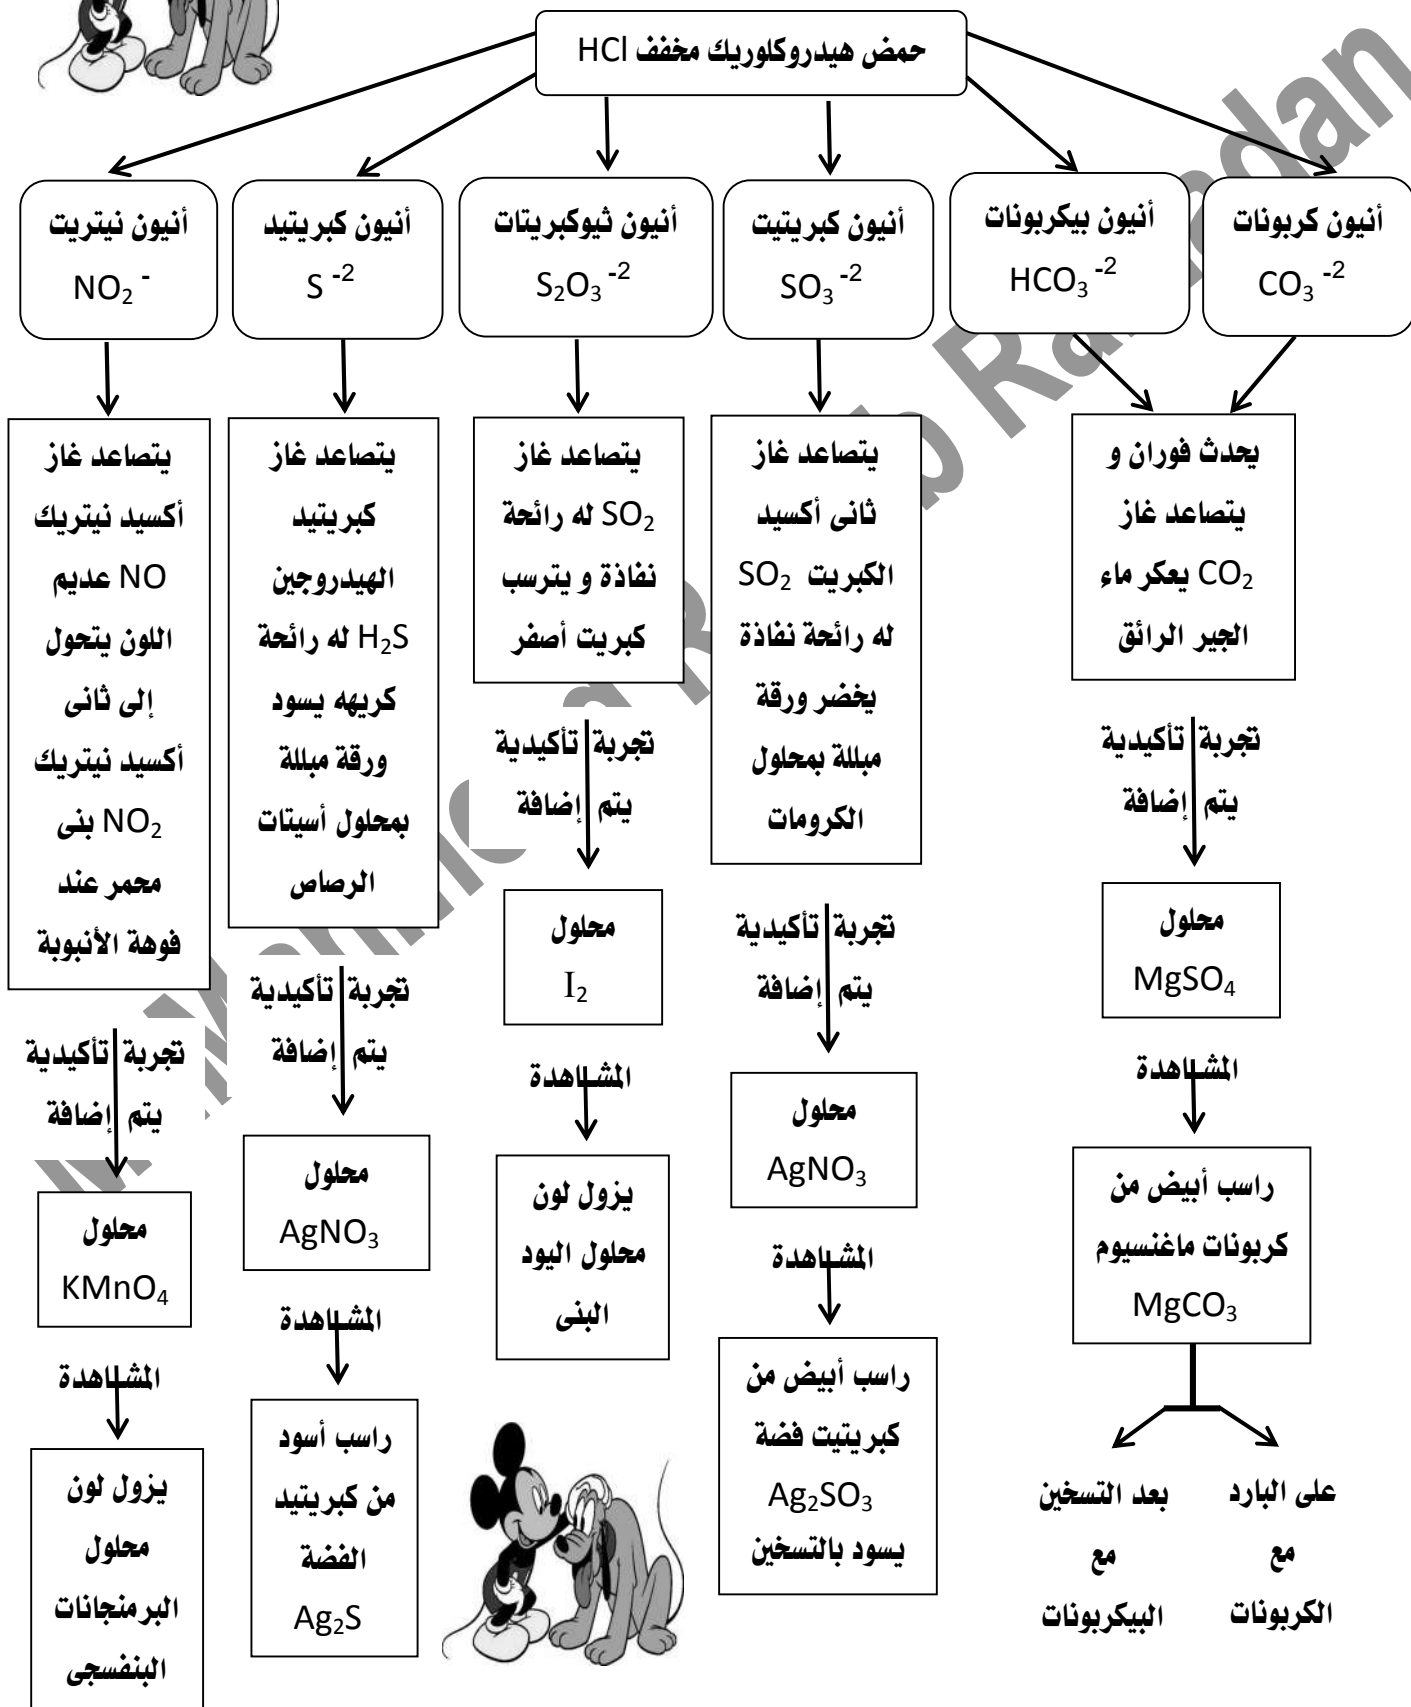 حمض هيدروكلوريك مخفف HCl
أنيون كربونات
CO₃ ⁻²
أنيون بيكربونات
HCO₃ ⁻²
أنيون كبريتيت
SO₃ ⁻²
أنيون ثيوكبريتات
S₂O₃ ⁻²
أنيون كبريتيد
S ⁻²
أنيون نيتريت
NO₂ ⁻
يحدث فوران و
يتصاعد غاز
CO₂ يعكر ماء
الجير الرائق
تجربة تأكيدية
يتم إضافة
محلول
MgSO₄
المشاهدة
راسب أبيض من
كربونات ماغنسيوم
MgCO₃
على البارد
مع
الكربونات
بعد التسخين
مع
البيكربونات
يتصاعد غاز
ثانى أكسيد
الكبريت SO₂
له رائحة نفاذة
يخضر ورقة
مبللة بمحلول
الكرومات
تجربة تأكيدية
يتم إضافة
محلول
AgNO₃
المشاهدة
راسب أبيض من
كبريتيت فضة
Ag₂SO₃
يسود بالتسخين
يتصاعد غاز
SO₂ له رائحة
نفاذة و يترسب
كبريت أصفر
تجربة تأكيدية
يتم إضافة
محلول
I₂
المشاهدة
يزول لون
محلول اليود
البنى
يتصاعد غاز
كبريتيد
الهيدروجين
H₂S له رائحة
كريهه يسود
ورقة مبللة
بمحلول أسيتات
الرصاص
تجربة تأكيدية
يتم إضافة
محلول
AgNO₃
المشاهدة
راسب أسود
من كبريتيد
الفضة
Ag₂S
يتصاعد غاز
أكسيد نيتريك
NO عديم
اللون يتحول
إلى ثانى
أكسيد نيتريك
NO₂ بنى
محمر عند
فوهة الأنبوبة
تجربة تأكيدية
يتم إضافة
محلول
KMnO₄
المشاهدة
يزول لون
محلول
البرمنجانات
البنفسجى